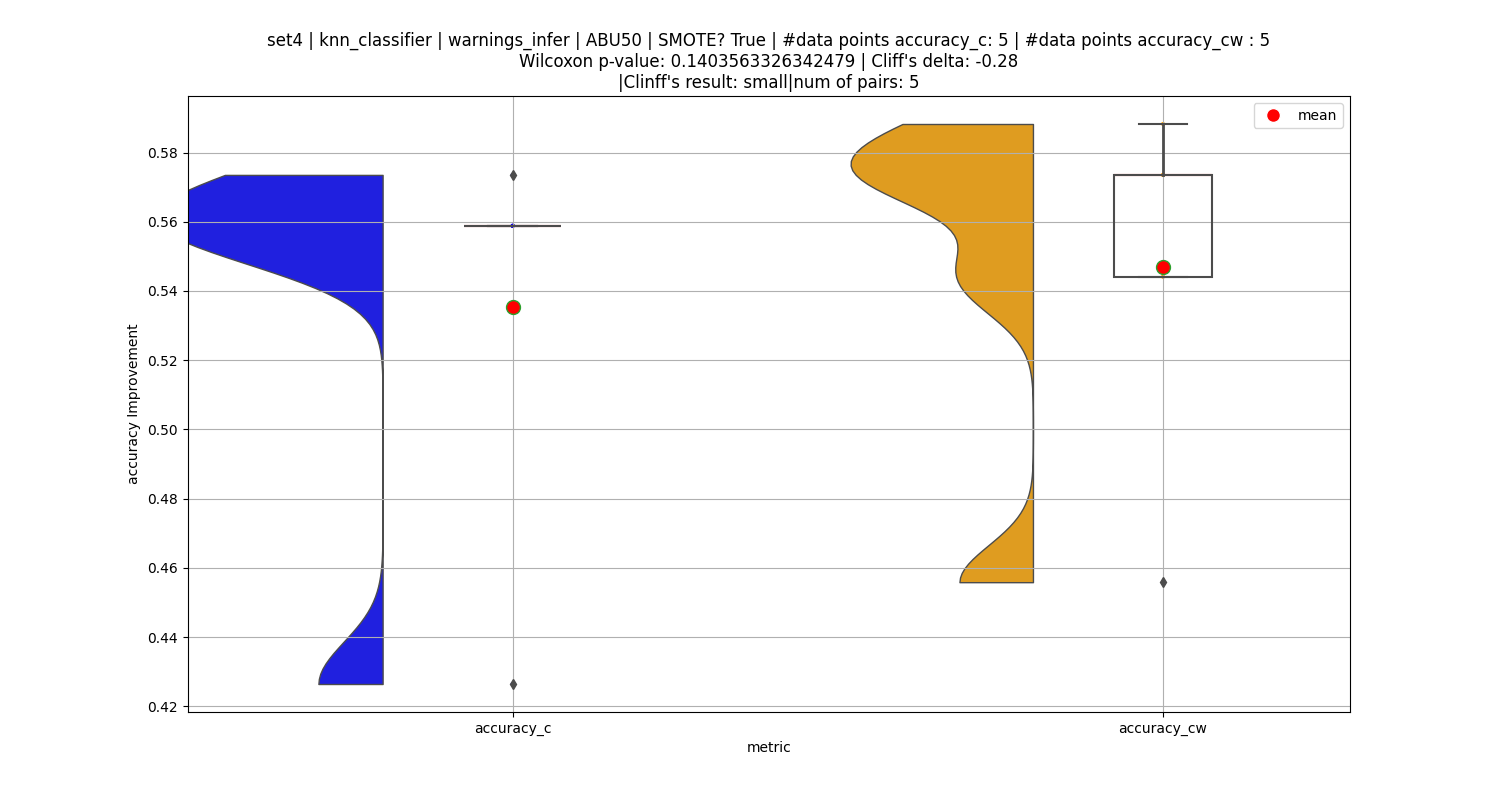 set4 | knn_classifier | warnings_infer | ABU50 | SMOTE? True | #data points accuracy_c: 5 | #data points accuracy_cw : 5
Wilcoxon p-value: 0.1403563326342479 | Cliff's delta: -0.28
|Clinff's result: small|num of pairs: 5
mean
0.58
0.56
0.54
0.52
0.50
0.48
0.46
0.44
0.42
accuracy Improvement
accuracy_c
accuracy_cw
metric